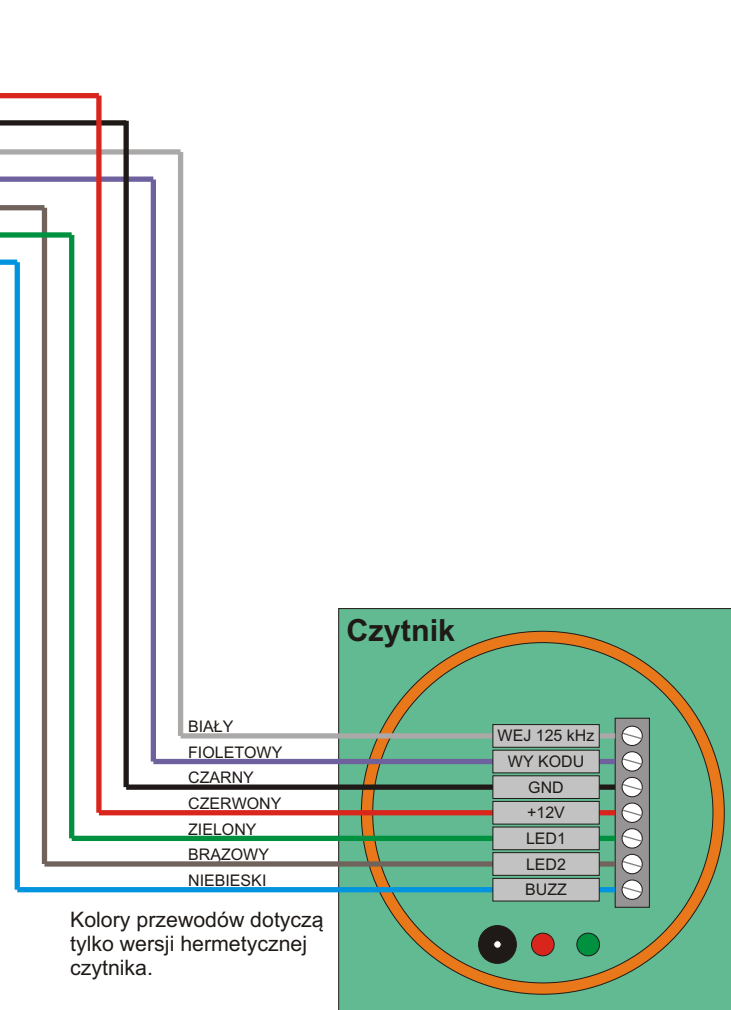 Czytnik
BIAŁY
WEJ 125 kHz
FIOLETOWY
WY KODU
CZARNY
GND
CZERWONY
+12V
ZIELONY
LED1
BRĄZOWY
LED2
NIEBIESKI
BUZZ
Kolory przewodów dotyczą
tylko wersji hermetycznej
czytnika.